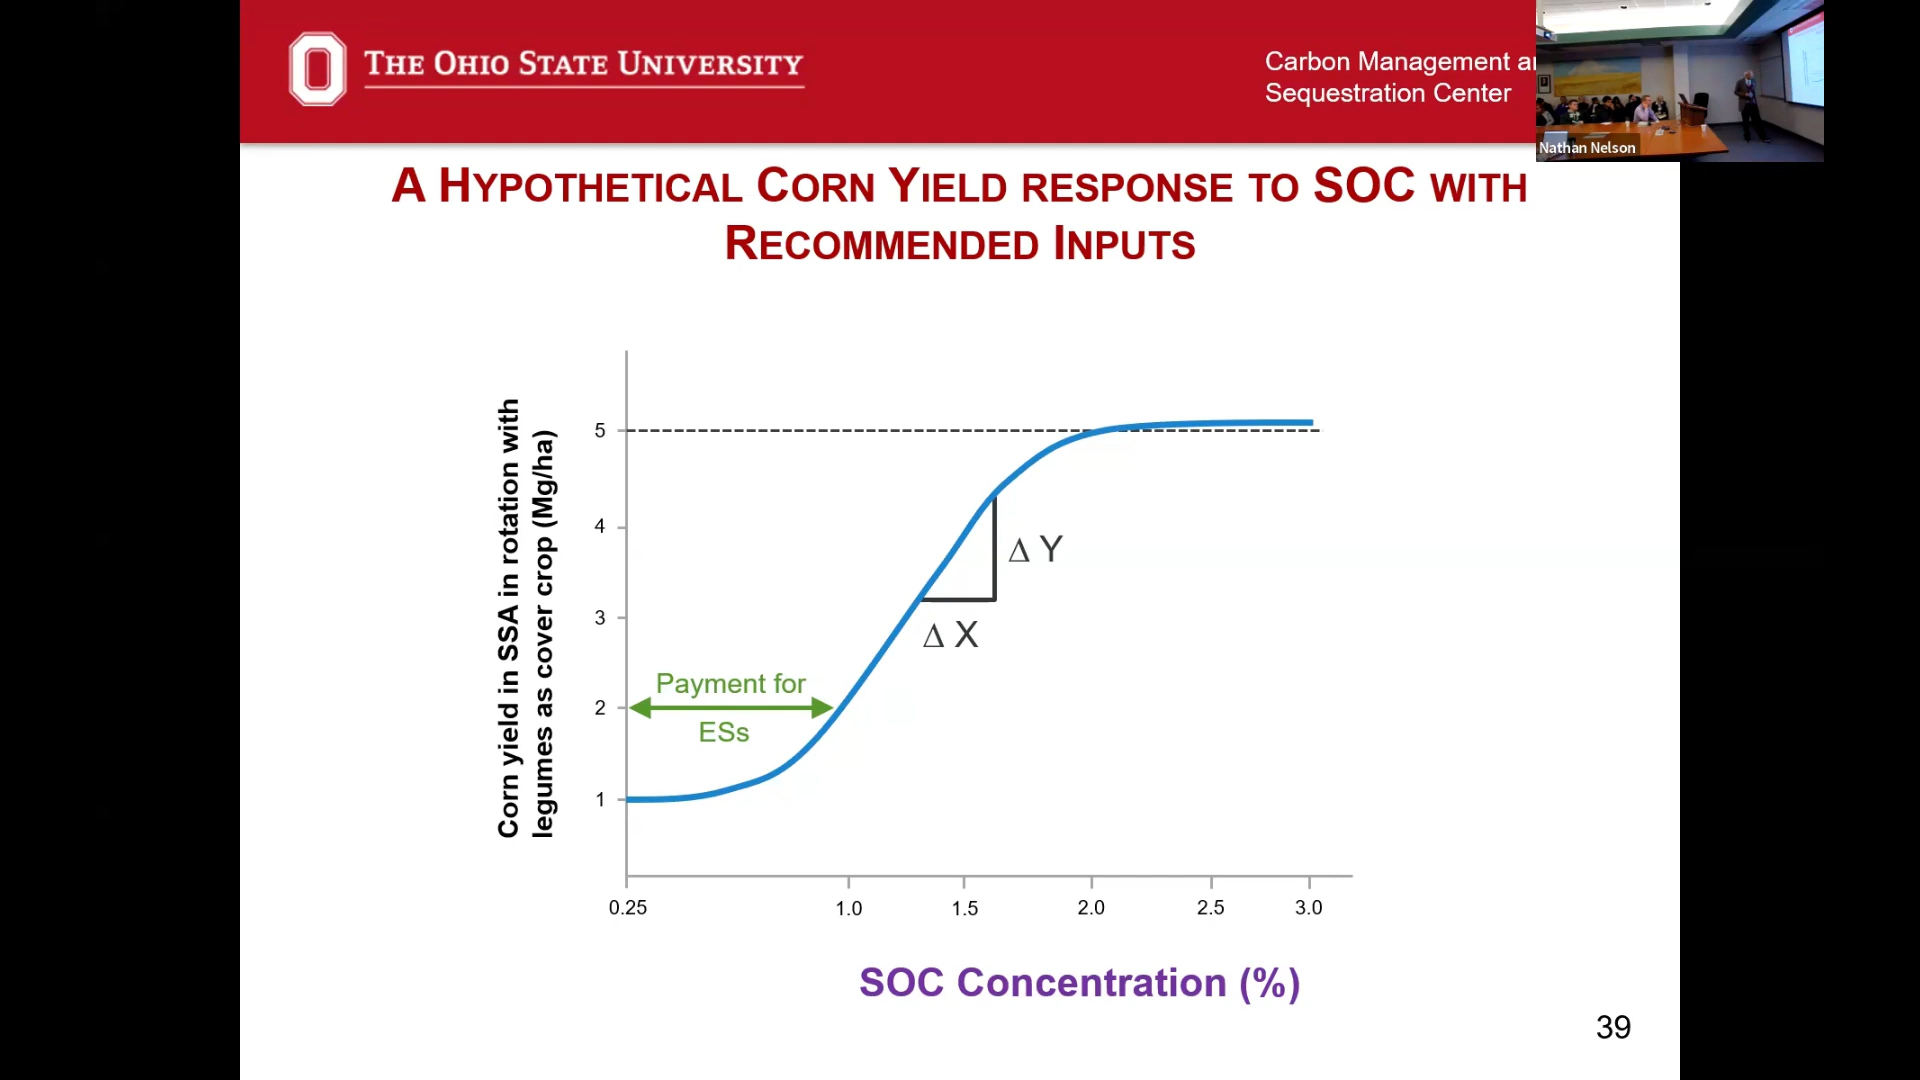 THE OHIO STATE UNIVERSITY
Carbon Management a
Sequestration Center
Nathan Nelson
A HYPOTHETICAL CORN YIELD RESPONSE TO SOC WITH
RECOMMENDED INPUTS
Corn yield in SSA in rotation with
legumes as cover crop (Mg/ha)
5
4
3
2
1
Δ Y
Δ X
Payment for
ESs
0.25 1.0 1.5 2.0 2.5 3.0
SOC Concentration (%)
39